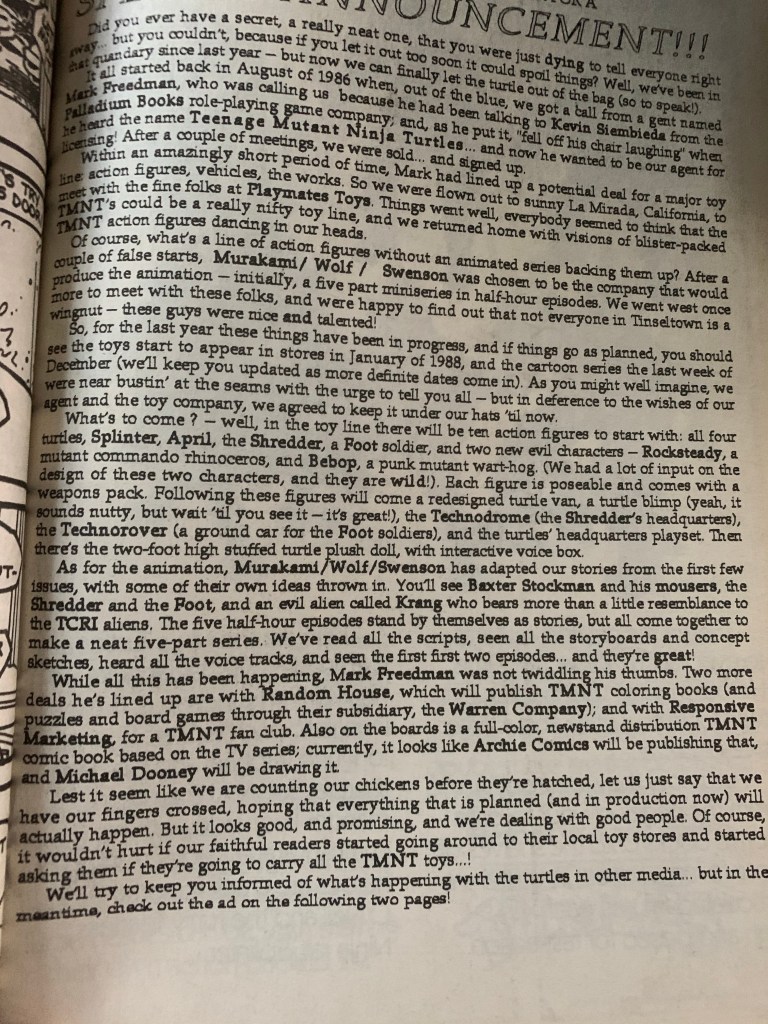 ANNOUNCEMENT!!!
Did you ever have a secret, a really neat one, that you were just dying to tell everyone right
away... but you couldn't, because if you let it out too soon it could spoil things? Well, we've been in
that quandary since last year — but now we can finally let the turtle out of the bag (so to speak!).
It all started back in August of 1986 when, out of the blue, we got a call from a gent named
Mark Freedman, who was calling us because he had been talking to Kevin Siembieda from the
Palladium Books role-playing game company; and, as he put it, "fell off his chair laughing" when
he heard the name Teenage Mutant Ninja Turtles... and now he wanted to be our agent for
licensing! After a couple of meetings, we were sold... and signed up.
Within an amazingly short period of time, Mark had lined up a potential deal for a major toy
line: action figures, vehicles, the works. So we were flown out to sunny La Mirada, California, to
meet with the fine folks at Playmates Toys. Things went well, everybody seemed to think that the
TMNT's could be a really nifty toy line, and we returned home with visions of blister-packed
TMNT action figures dancing in our heads.
Of course, what's a line of action figures without an animated series backing them up? After a
couple of false starts, Murakami/ Wolf / Swenson was chosen to be the company that would
produce the animation — initially, a five part miniseries in half-hour episodes. We went west once
more to meet with these folks, and were happy to find out that not everyone in Tinseltown is a
wingnut — these guys were nice and talented!
So, for the last year these things have been in progress, and if things go as planned, you should
see the toys start to appear in stores in January of 1988, and the cartoon series the last week of
December (we'll keep you updated as more definite dates come in). As you might well imagine, we
were near bustin' at the seams with the urge to tell you all — but in deference to the wishes of our
agent and the toy company, we agreed to keep it under our hats 'til now.
What's to come ? — well, in the toy line there will be ten action figures to start with: all four
turtles, Splinter, April, the Shredder, a Foot soldier, and two new evil characters — Rocksteady, a
mutant commando rhinoceros, and Bebop, a punk mutant wart-hog. (We had a lot of input on the
design of these two characters, and they are wild!). Each figure is poseable and comes with a
weapons pack. Following these figures will come a redesigned turtle van, a turtle blimp (yeah, it
sounds nutty, but wait 'til you see it — it's great!), the Technodrome (the Shredder's headquarters),
the Technorover (a ground car for the Foot soldiers), and the turtles' headquarters playset. Then
there's the two-foot high stuffed turtle plush doll, with interactive voice box.
As for the animation, Murakami/Wolf/Swenson has adapted our stories from the first few
issues, with some of their own ideas thrown in. You'll see Baxter Stockman and his mousers, the
Shredder and the Foot, and an evil alien called Krang who bears more than a little resemblance to
the TCRI aliens. The five half-hour episodes stand by themselves as stories, but all come together to
make a neat five-part series. We've read all the scripts, seen all the storyboards and concept
sketches, heard all the voice tracks, and seen the first first two episodes... and they're great!
While all this has been happening, Mark Freedman was not twiddling his thumbs. Two more
deals he's lined up are with Random House, which will publish TMNT coloring books (and
puzzles and board games through their subsidiary, the Warren Company); and with Responsive
Marketing, for a TMNT fan club. Also on the boards is a full-color, newstand distribution TMNT
comic book based on the TV series; currently, it looks like Archie Comics will be publishing that,
and Michael Dooney will be drawing it.
Lest it seem like we are counting our chickens before they're hatched, let us just say that we
have our fingers crossed, hoping that everything that is planned (and in production now) will
actually happen. But it looks good, and promising, and we're dealing with good people. Of course,
it wouldn't hurt if our faithful readers started going around to their local toy stores and started
asking them if they're going to carry all the TMNT toys...!
We'll try to keep you informed of what's happening with the turtles in other media... but in the
meantime, check out the ad on the following two pages!